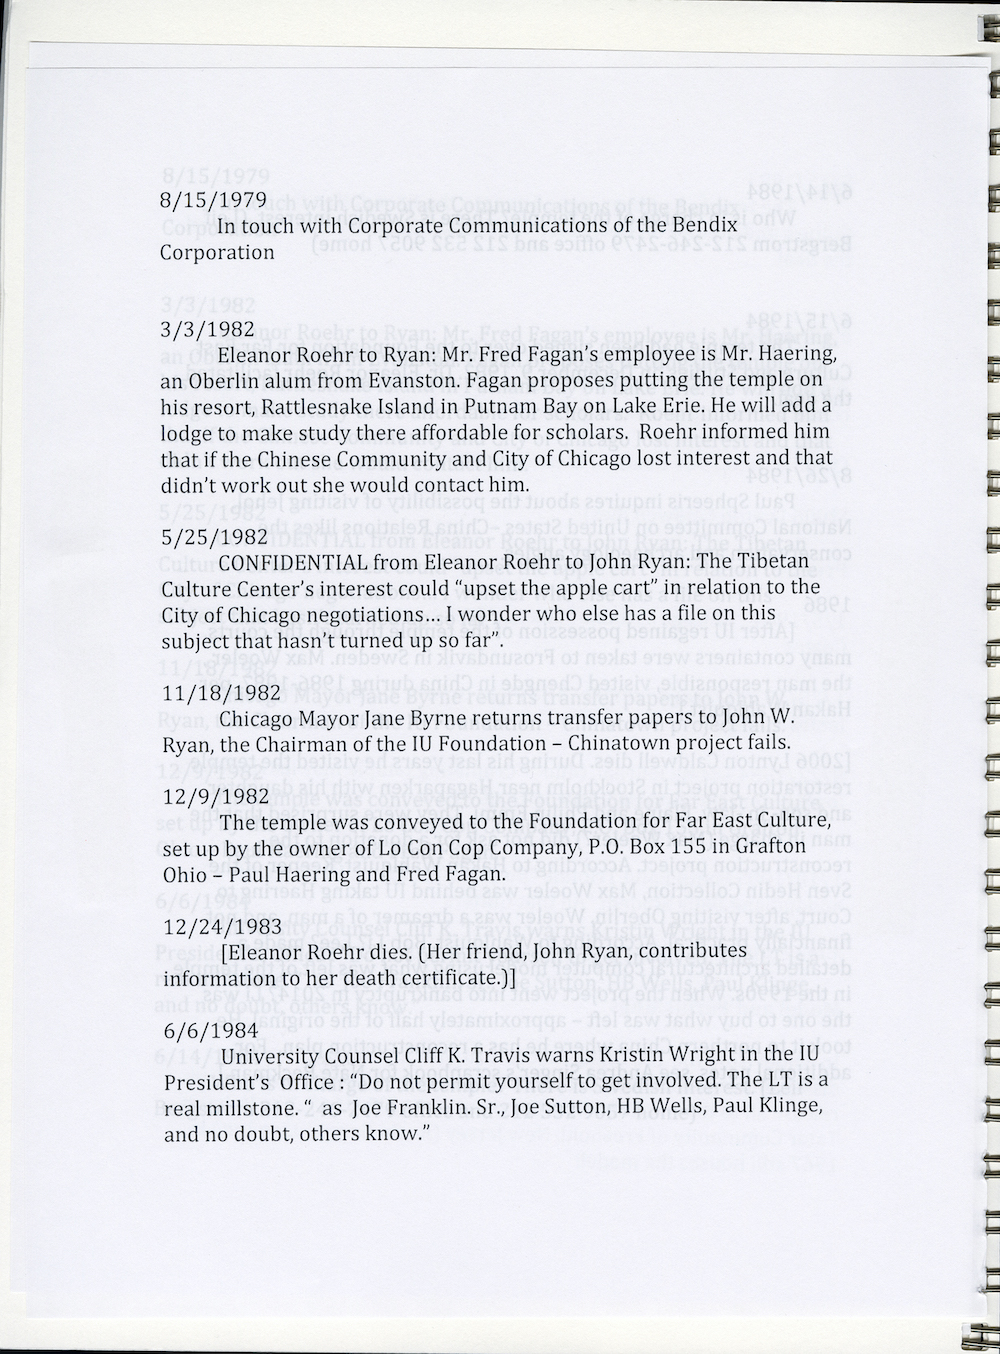 8/15/1979
In touch with Corporate Communications of the Bendix
Corporation
3/3/1982
Eleanor Roehr to Ryan: Mr. Fred Fagan’s employee is Mr. Haering,
an Oberlin alum from Evanston. Fagan proposes putting the temple on
his resort, Rattlesnake Island in Putnam Bay on Lake Erie. He will add a
lodge to make study there affordable for scholars.  Roehr informed him
that if the Chinese Community and City of Chicago lost interest and that
didn’t work out she would contact him.
5/25/1982
CONFIDENTIAL from Eleanor Roehr to John Ryan: The Tibetan
Culture Center’s interest could “upset the apple cart” in relation to the
City of Chicago negotiations… I wonder who else has a file on this
subject that hasn’t turned up so far”.
11/18/1982
Chicago Mayor Jane Byrne returns transfer papers to John W.
Ryan, the Chairman of the IU Foundation – Chinatown project fails.
12/9/1982
The temple was conveyed to the Foundation for Far East Culture,
set up by the owner of Lo Con Cop Company, P.O. Box 155 in Grafton
Ohio – Paul Haering and Fred Fagan.
12/24/1983
[Eleanor Roehr dies. (Her friend, John Ryan, contributes
information to her death certificate.)]
6/6/1984
University Counsel Cliff K. Travis warns Kristin Wright in the IU
President’s  Office : “Do not permit yourself to get involved. The LT is a
real millstone. “  as  Joe Franklin. Sr., Joe Sutton, HB Wells, Paul Klinge,
and no doubt, others know.”